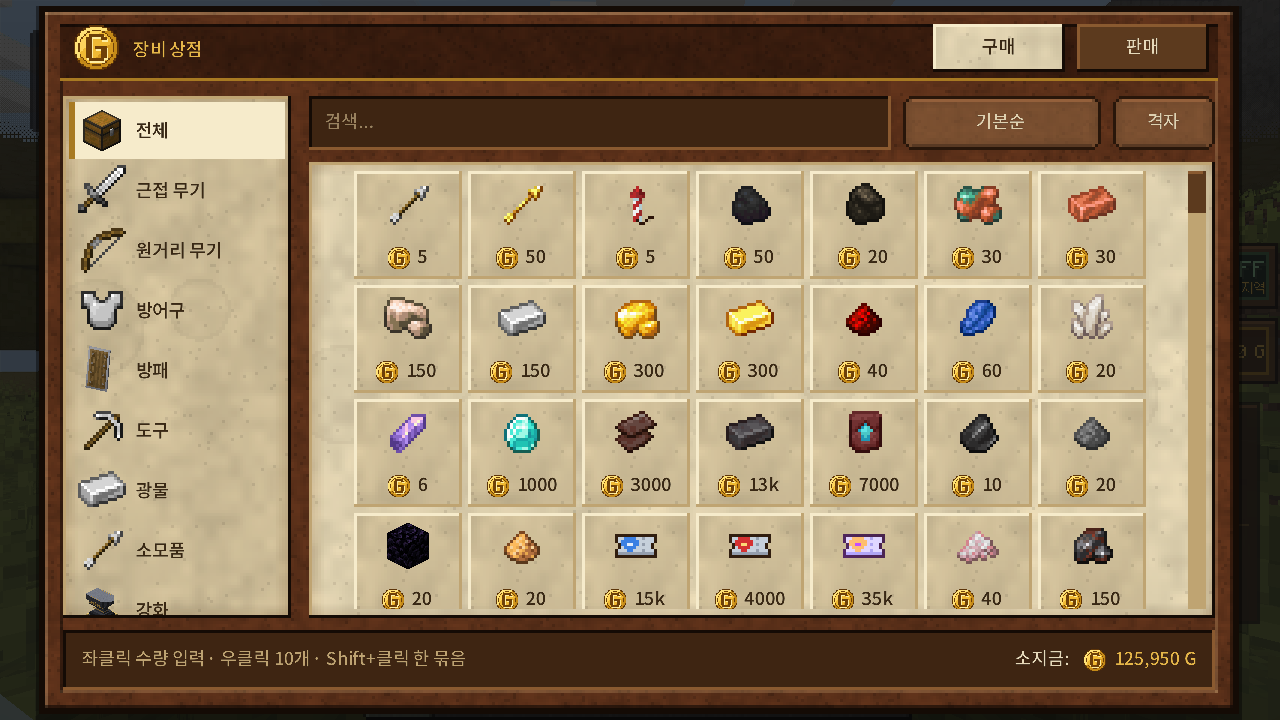 장비 상점
구매
판매
전체
근접 무기
원거리 무기
방어구
방패
도구
광물
소모품
강화
검색...
기본순
격자
5 50 5 50 20 30 30
150 150 300 300 40 60 20
6 1000 3000 13k 7000 10 20
20 20 15k 4000 35k 40 150
좌클릭 수량 입력 · 우클릭 10개 · Shift+클릭 한 묶음
소지금: 125,950 G
FF
지역
G